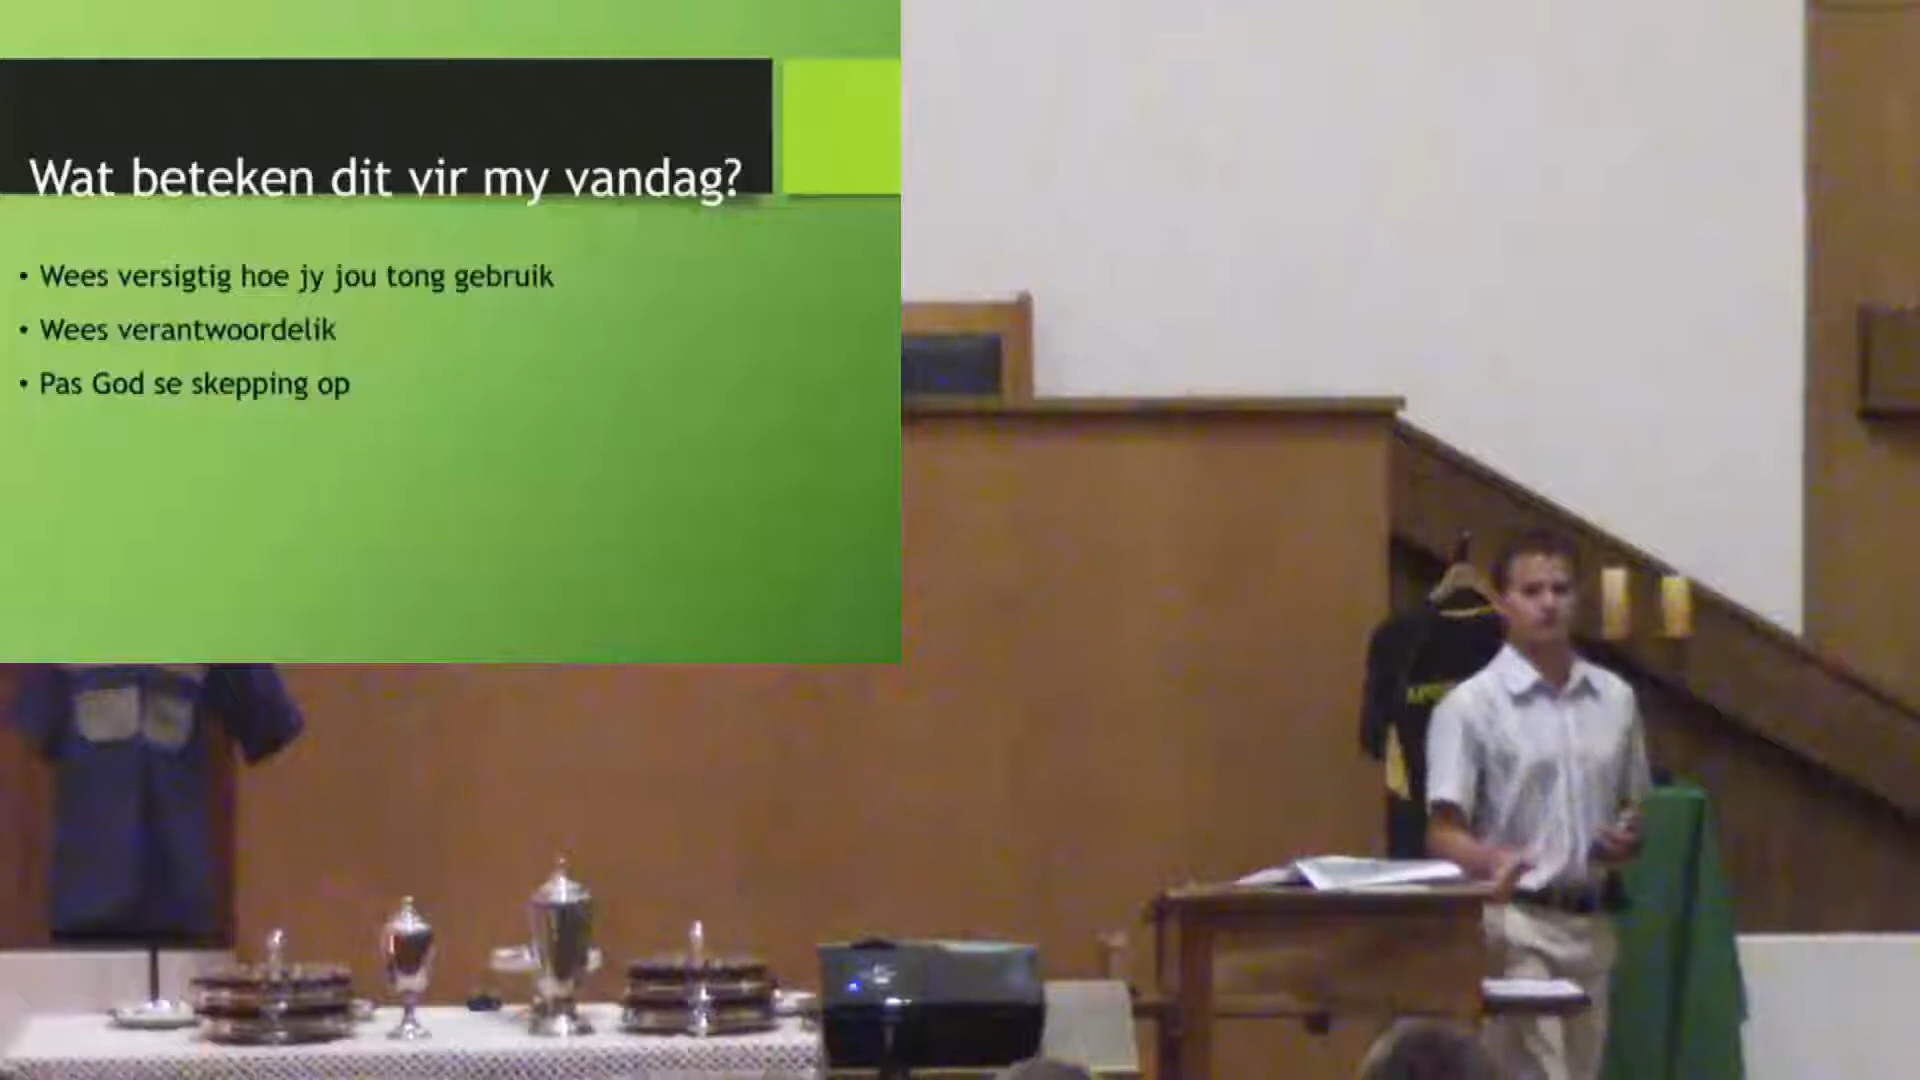 Wat beteken dit vir my vandag?
• Wees versigtig hoe jy jou tong gebruik
• Wees verantwoordelik
• Pas God se skepping op